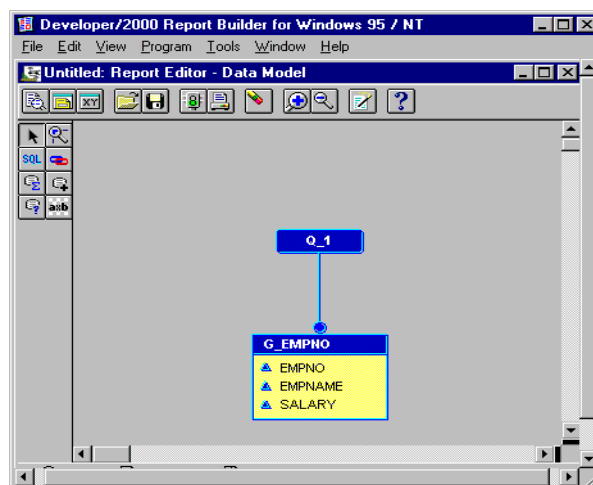 Developer/2000 Report Builder for Windows 95 / NT
File Edit View Program Tools Window Help
Untitled: Report Editor - Data Model
XY ?
SQL
a:b
Q_1
G_EMPNO
EMPNO
EMPNAME
SALARY